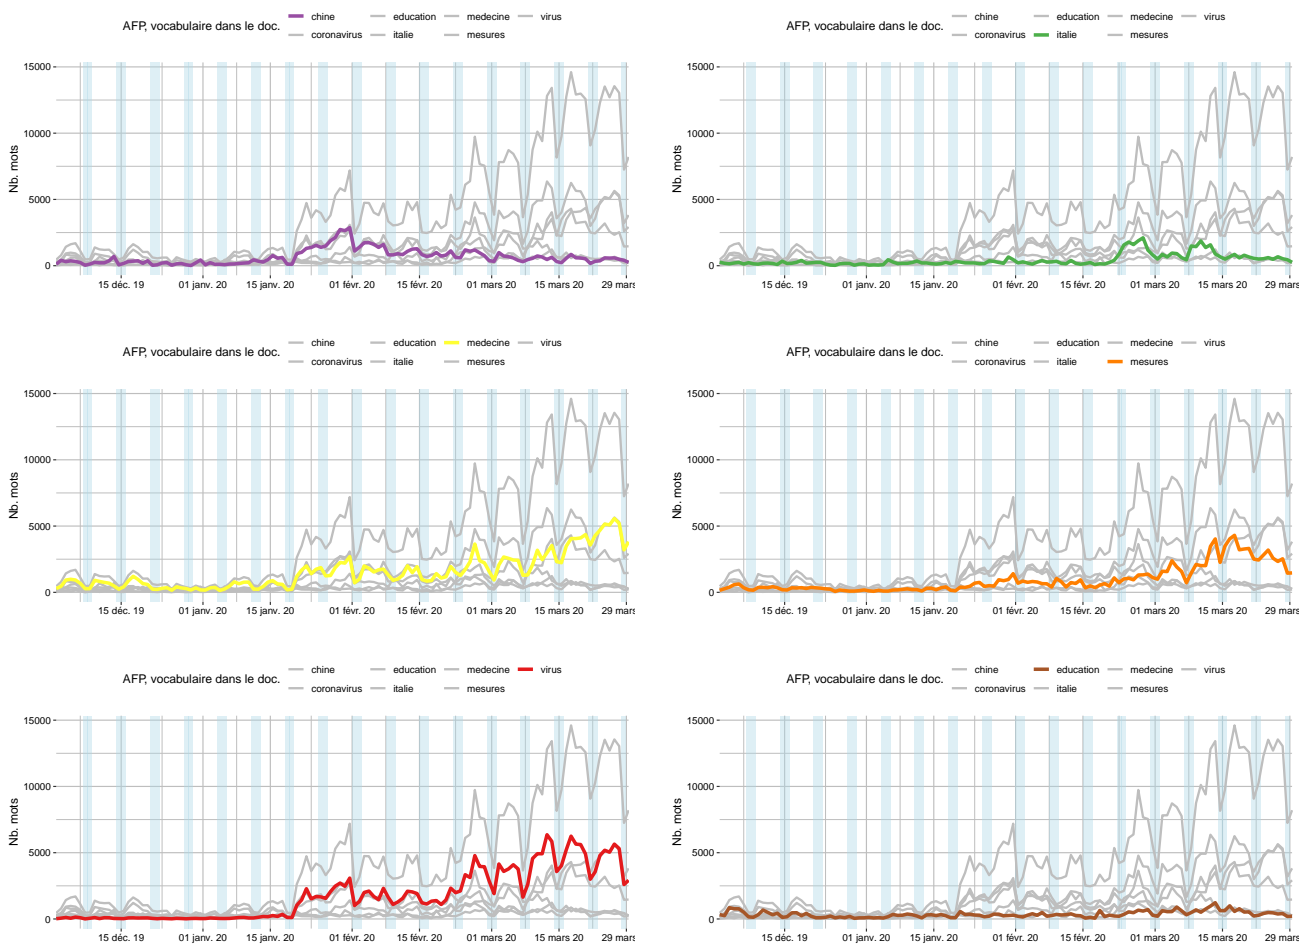 AFP, vocabulaire dans le doc.
chine education medecine virus
coronavirus italie mesures
15000
10000
5000
0
Nb. mots
15 déc. 19 01 janv. 20 15 janv. 20 01 févr. 20 15 févr. 20 01 mars 20 15 mars 20 29 mars
AFP, vocabulaire dans le doc.
chine education medecine virus
coronavirus italie mesures
15000
10000
5000
0
Nb. mots
15 déc. 19 01 janv. 20 15 janv. 20 01 févr. 20 15 févr. 20 01 mars 20 15 mars 20 29 mars
AFP, vocabulaire dans le doc.
chine education medecine virus
coronavirus italie mesures
15000
10000
5000
0
Nb. mots
15 déc. 19 01 janv. 20 15 janv. 20 01 févr. 20 15 févr. 20 01 mars 20 15 mars 20 29 mars
AFP, vocabulaire dans le doc.
chine education medecine virus
coronavirus italie mesures
15000
10000
5000
0
Nb. mots
15 déc. 19 01 janv. 20 15 janv. 20 01 févr. 20 15 févr. 20 01 mars 20 15 mars 20 29 mars
AFP, vocabulaire dans le doc.
chine education medecine virus
coronavirus italie mesures
15000
10000
5000
0
Nb. mots
15 déc. 19 01 janv. 20 15 janv. 20 01 févr. 20 15 févr. 20 01 mars 20 15 mars 20 29 mars
AFP, vocabulaire dans le doc.
chine education medecine virus
coronavirus italie mesures
15000
10000
5000
0
Nb. mots
15 déc. 19 01 janv. 20 15 janv. 20 01 févr. 20 15 févr. 20 01 mars 20 15 mars 20 29 mars